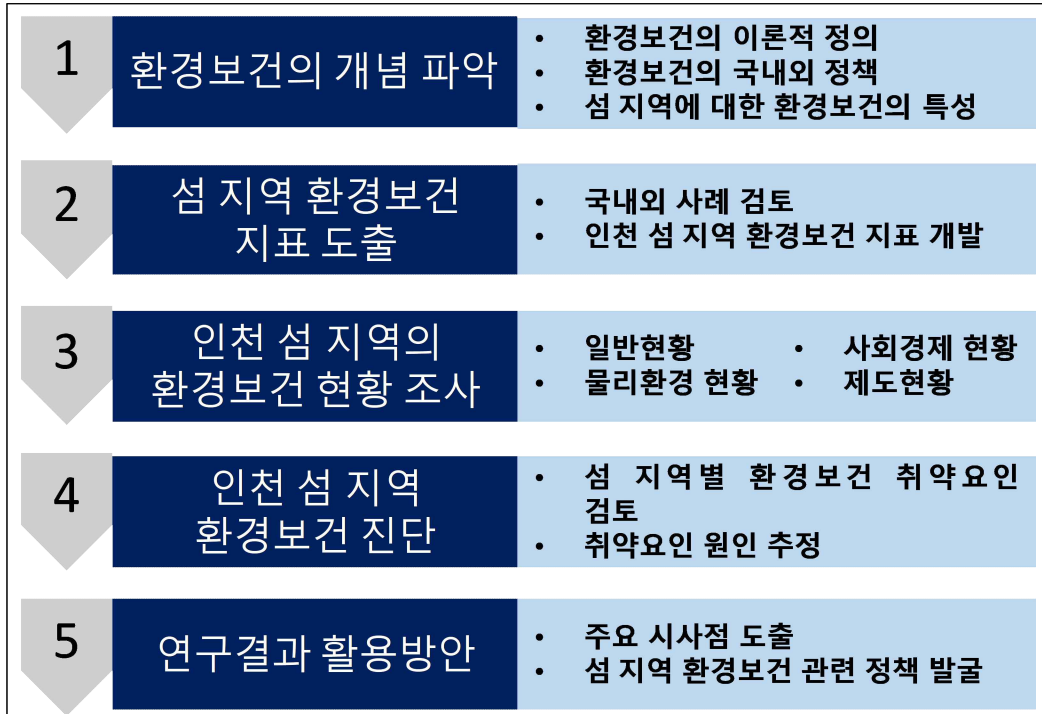 1
환경보건의 개념 파악
• 환경보건의 이론적 정의
• 환경보건의 국내외 정책
• 섬 지역에 대한 환경보건의 특성
2
섬 지역 환경보건
지표 도출
• 국내외 사례 검토
• 인천 섬 지역 환경보건 지표 개발
3
인천 섬 지역의
환경보건 현황 조사
• 일반현황 • 사회경제 현황
• 물리환경 현황 • 제도현황
4
인천 섬 지역
환경보건 진단
• 섬 지역별 환경보건 취약요인
검토
• 취약요인 원인 추정
5
연구결과 활용방안
• 주요 시사점 도출
• 섬 지역 환경보건 관련 정책 발굴